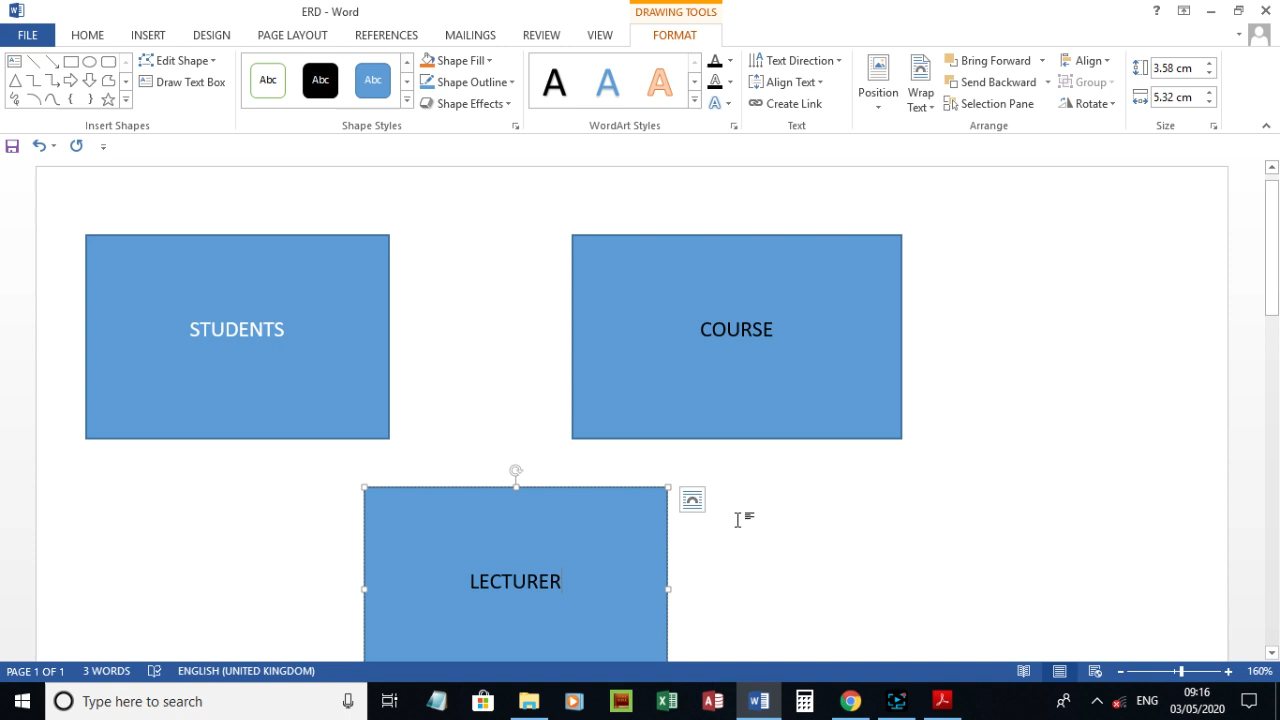 ERD - Word
DRAWING TOOLS
?
FILE
HOME
INSERT
DESIGN
PAGE LAYOUT
REFERENCES
MAILINGS
REVIEW
VIEW
FORMAT
Edit Shape
Draw Text Box
Insert Shapes
Abc
Abc
Abc
Shape Fill
Shape Outline
Shape Effects
Shape Styles
A
A
A
A
A
A
WordArt Styles
Text Direction
Align Text
Create Link
Text
Position
Wrap
Text
Bring Forward
Send Backward
Selection Pane
Align
Group
Rotate
Arrange
3.58 cm
5.32 cm
Size
STUDENTS
COURSE
LECTURER
PAGE 1 OF 1
3 WORDS
ENGLISH (UNITED KINGDOM)
160%
Type here to search
ENG
09:16
03/05/2020